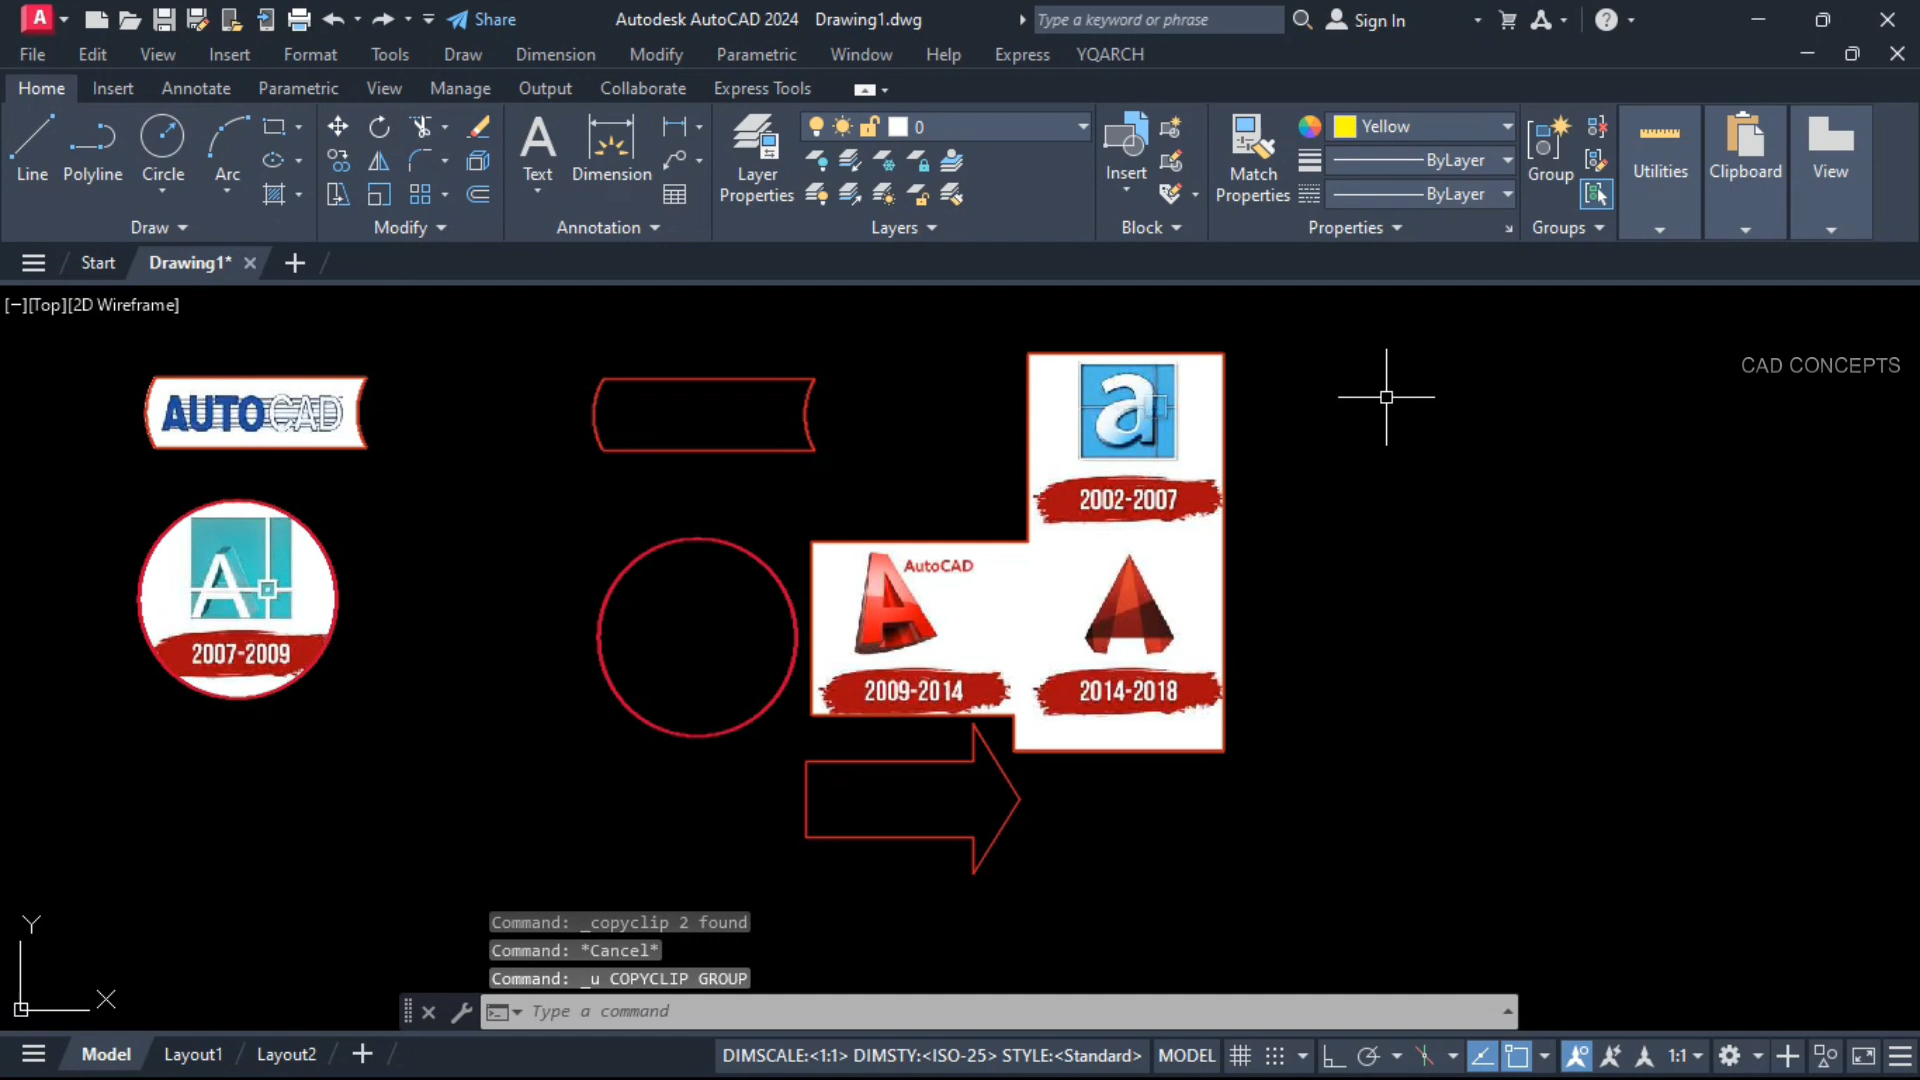 Share
Autodesk AutoCAD 2024 Drawing1.dwg
Type a keyword or phrase
Sign In
File Edit View Insert Format Tools Draw Dimension Modify Parametric Window Help Express YQARCH
Home Insert Annotate Parametric View Manage Output Collaborate Express Tools
0
Yellow
ByLayer
ByLayer
Line Polyline Circle Arc
Text Dimension
Layer Properties
Insert
Match Properties
Group
Utilities Clipboard View
Draw Modify Annotation Layers Block Properties Groups
Start Drawing1*
[−][Top][2D Wireframe]
CAD CONCEPTS
AUTOCAD
a
2002-2007
A
2007-2009
AutoCAD
2009-2014
2014-2018
Command: _copyclip 2 found
Command: *Cancel*
Command: _u COPYCLIP GROUP
Type a command
Y
X
Model Layout1 Layout2
DIMSCALE:<1:1> DIMSTY:<ISO-25> STYLE:<Standard> MODEL 1:1